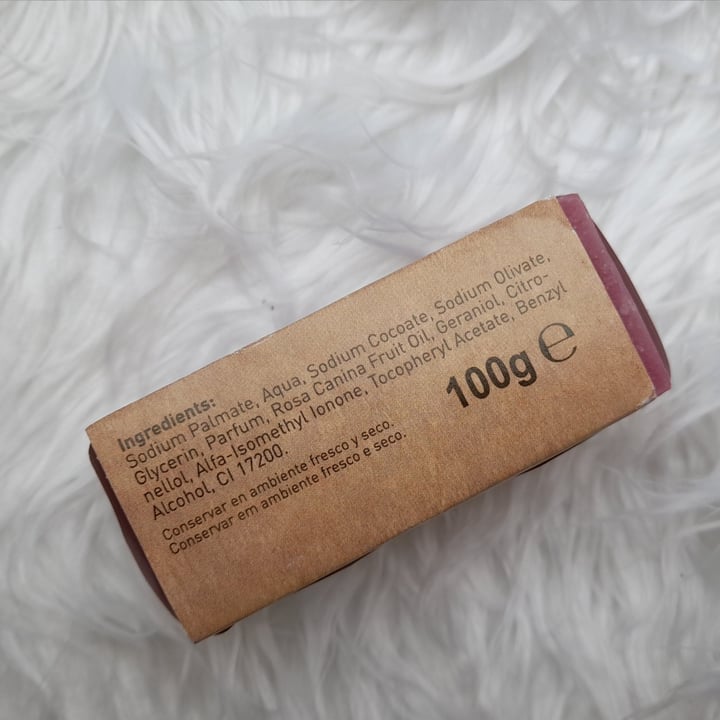 Ingredients:
Sodium Palmate, Aqua, Sodium Cocoate, Sodium Olivate,
Glycerin, Parfum, Rosa Canina Fruit Oil, Geraniol, Citro-
nellol, Alfa-Isomethyl Ionone, Tocopheryl Acetate, Benzyl
Alcohol, CI 17200.
Conservar en ambiente fresco y seco.
Conservar em ambiente fresco e seco.
100g ℮